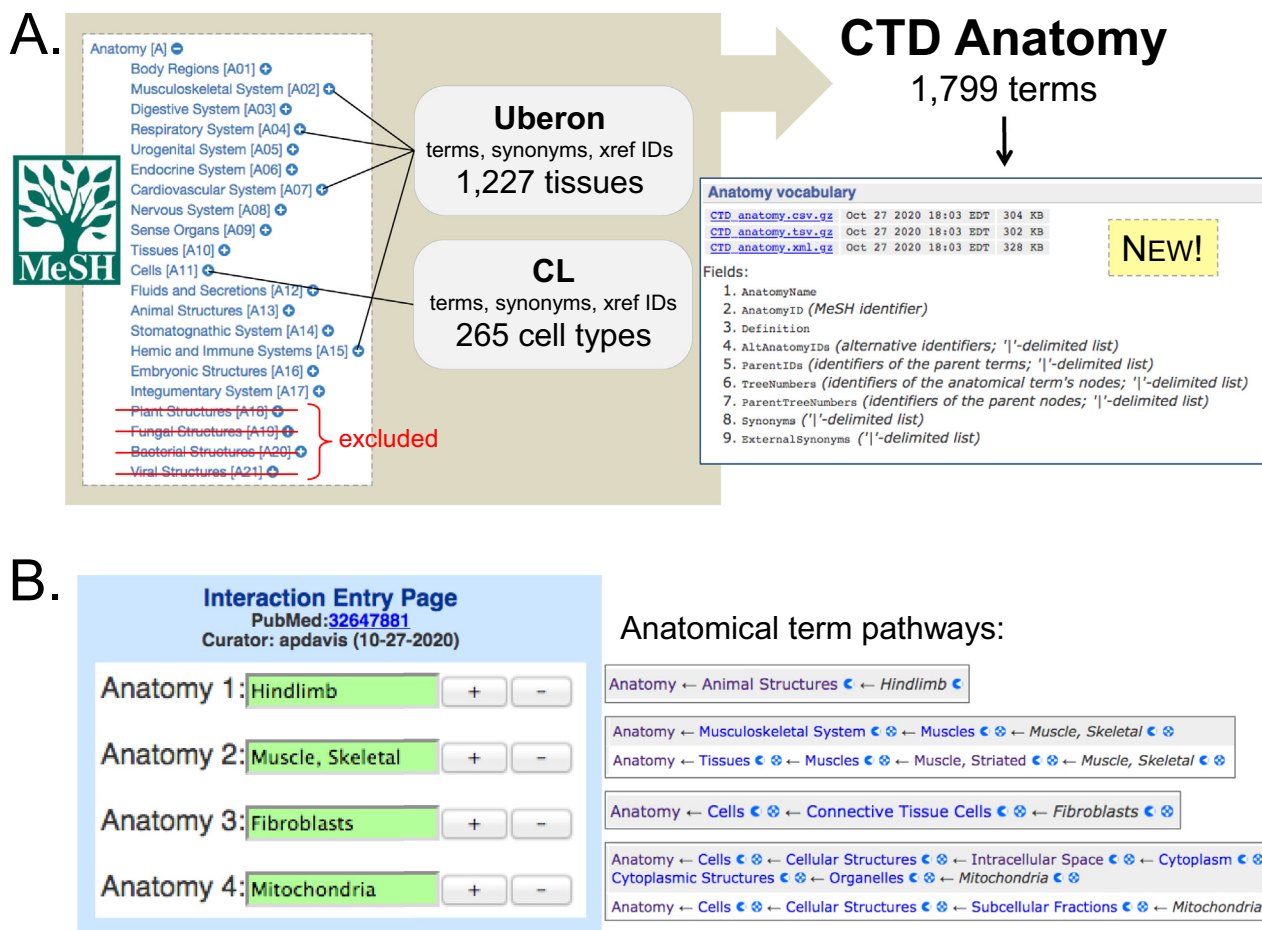 A.
Anatomy [A]
Body Regions [A01]
Musculoskeletal System [A02]
Digestive System [A03]
Respiratory System [A04]
Urogenital System [A05]
Endocrine System [A06]
Cardiovascular System [A07]
Nervous System [A08]
Sense Organs [A09]
Tissues [A10]
Cells [A11]
Fluids and Secretions [A12]
Animal Structures [A13]
Stomatognathic System [A14]
Hemic and Immune Systems [A15]
Embryonic Structures [A16]
Integumentary System [A17]
Plant Structures [A18]
Fungal Structures [A19]
Bacterial Structures [A20]
Viral Structures [A21]
excluded
MeSH
Uberon
terms, synonyms, xref IDs
1,227 tissues
CL
terms, synonyms, xref IDs
265 cell types
CTD Anatomy
1,799 terms
Anatomy vocabulary
CTD_anatomy.csv.gz Oct 27 2020 18:03 EDT 304 KB
CTD_anatomy.tsv.gz Oct 27 2020 18:03 EDT 302 KB
CTD_anatomy.xml.gz Oct 27 2020 18:03 EDT 328 KB
NEW!
Fields:
1. AnatomyName
2. AnatomyID (MeSH identifier)
3. Definition
4. AltAnatomyIDs (alternative identifiers; '|'-delimited list)
5. ParentIDs (identifiers of the parent terms; '|'-delimited list)
6. TreeNumbers (identifiers of the anatomical term's nodes; '|'-delimited list)
7. ParentTreeNumbers (identifiers of the parent nodes; '|'-delimited list)
8. Synonyms ('|'-delimited list)
9. ExternalSynonyms ('|'-delimited list)
B.
Interaction Entry Page
PubMed:32647881
Curator: apdavis (10-27-2020)
Anatomy 1: Hindlimb + -
Anatomy 2: Muscle, Skeletal + -
Anatomy 3: Fibroblasts + -
Anatomy 4: Mitochondria + -
Anatomical term pathways:
Anatomy ← Animal Structures ← Hindlimb
Anatomy ← Musculoskeletal System ← Muscles ← Muscle, Skeletal
Anatomy ← Tissues ← Muscles ← Muscle, Striated ← Muscle, Skeletal
Anatomy ← Cells ← Connective Tissue Cells ← Fibroblasts
Anatomy ← Cells ← Cellular Structures ← Intracellular Space ← Cytoplasm
Cytoplasmic Structures ← Organelles ← Mitochondria
Anatomy ← Cells ← Cellular Structures ← Subcellular Fractions ← Mitochondria